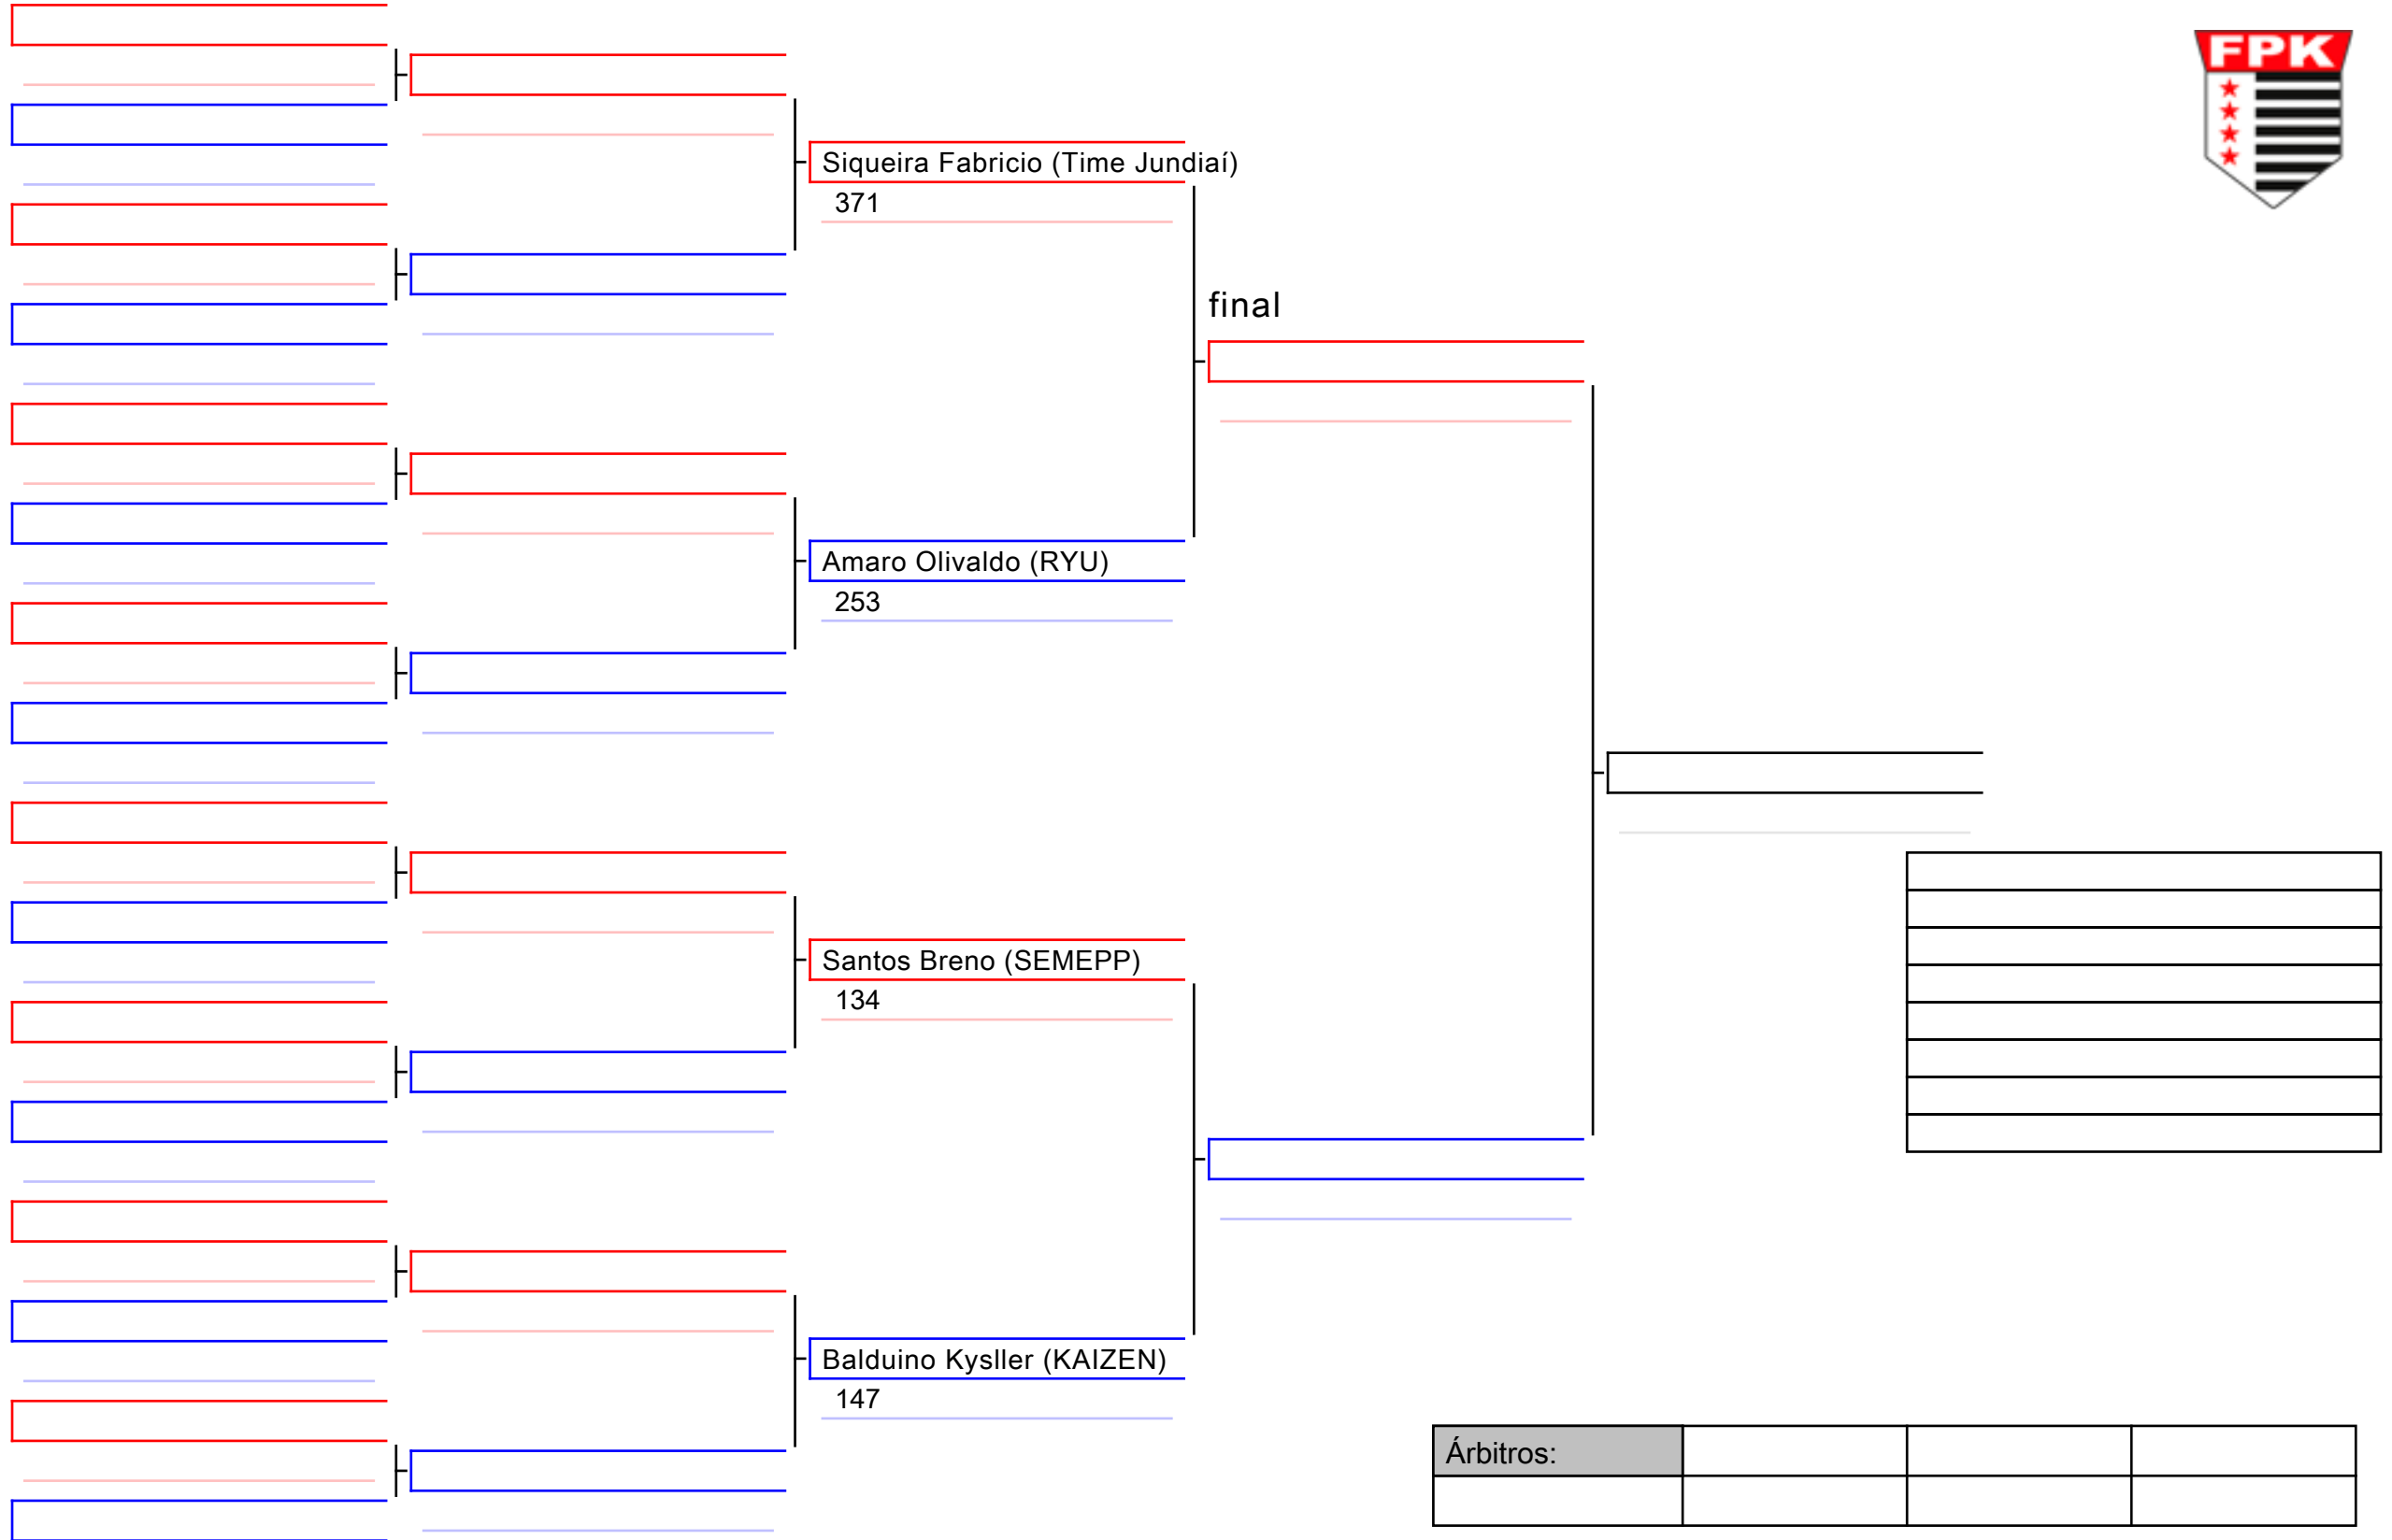 FPK
Siqueira Fabricio (Time Jundiaí)
371
final
Amaro Olivaldo (RYU)
253
Santos Breno (SEMEPP)
134
Balduino Kysller (KAIZEN)
147
Árbitros: